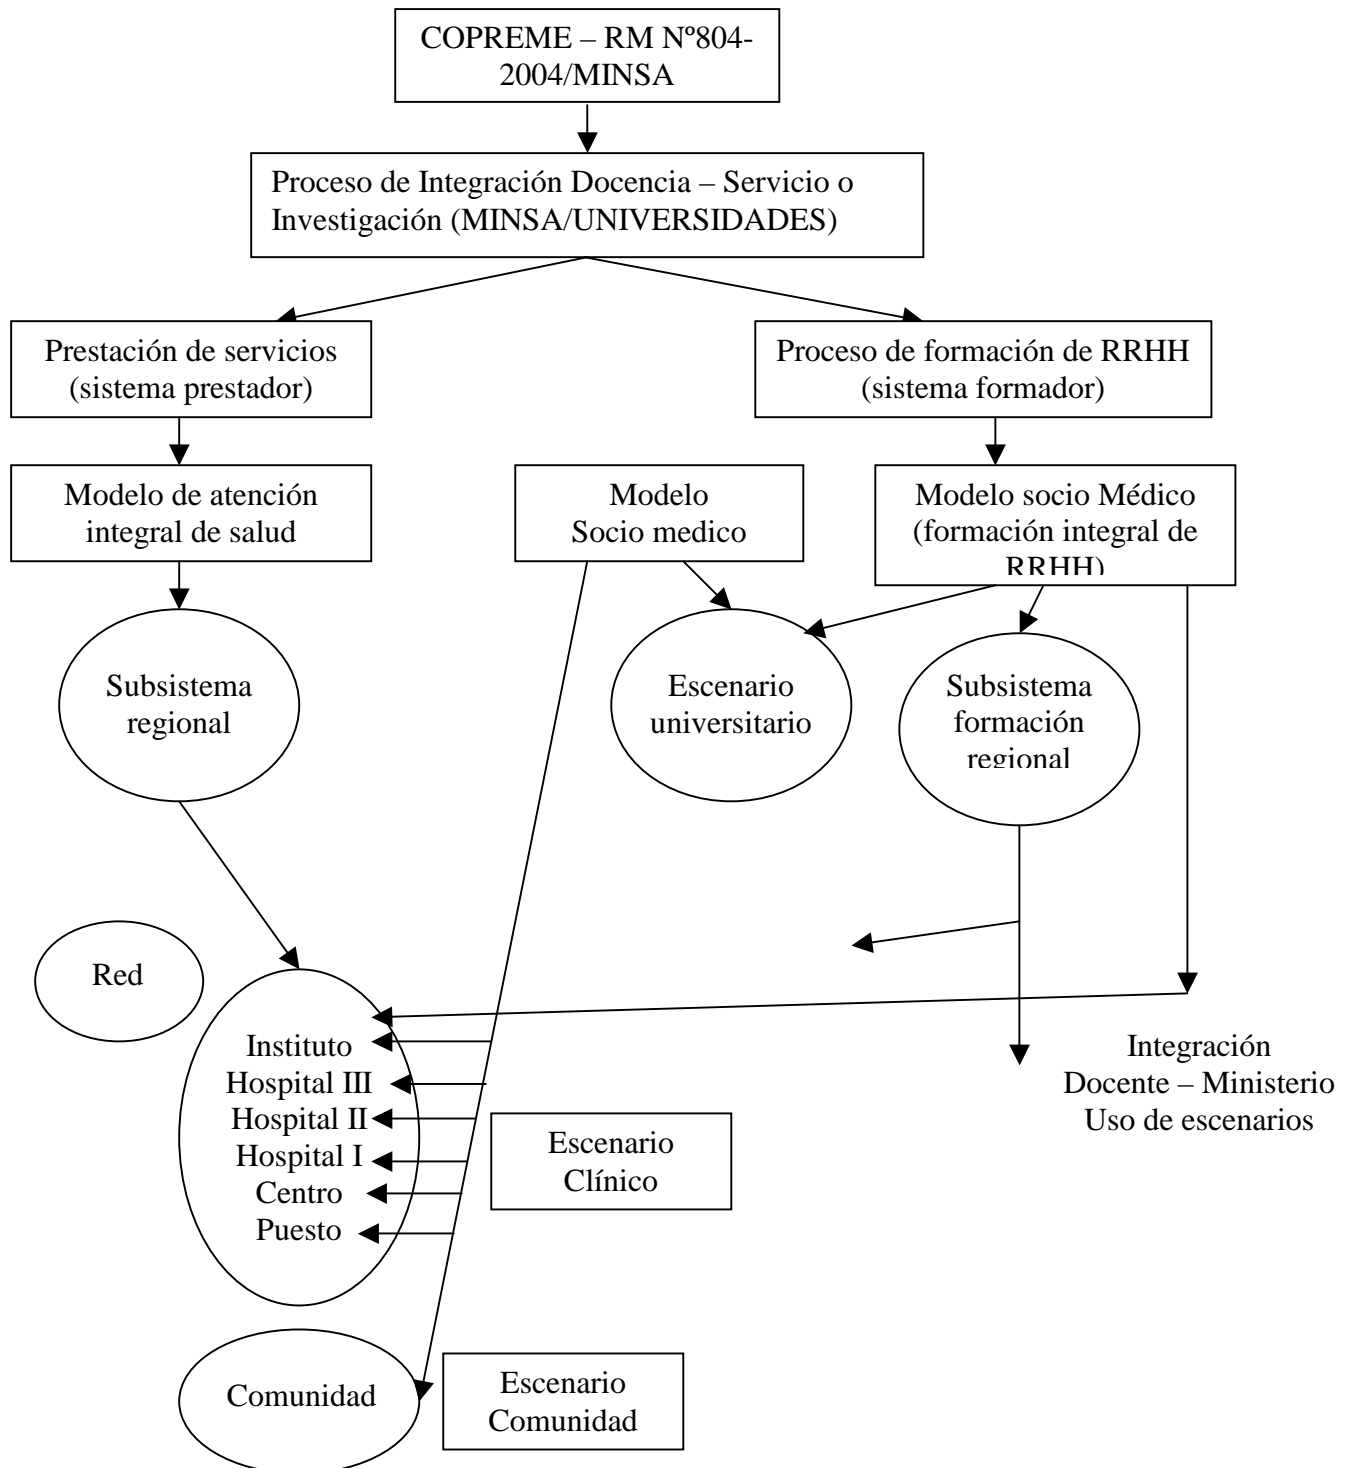 COPREME – RM Nº804-
2004/MINSA
Proceso de Integración Docencia – Servicio o
Investigación (MINSA/UNIVERSIDADES)
Prestación de servicios
(sistema prestador)
Proceso de formación de RRHH
(sistema formador)
Modelo de atención
integral de salud
Modelo
Socio medico
Modelo socio Médico
(formación integral de
RRHH)
Subsistema
regional
Escenario
universitario
Subsistema
formación
regional
Red
Instituto
Hospital III
Hospital II
Hospital I
Centro
Puesto
Integración
Docente – Ministerio
Uso de escenarios
Escenario
Clínico
Comunidad
Escenario
Comunidad